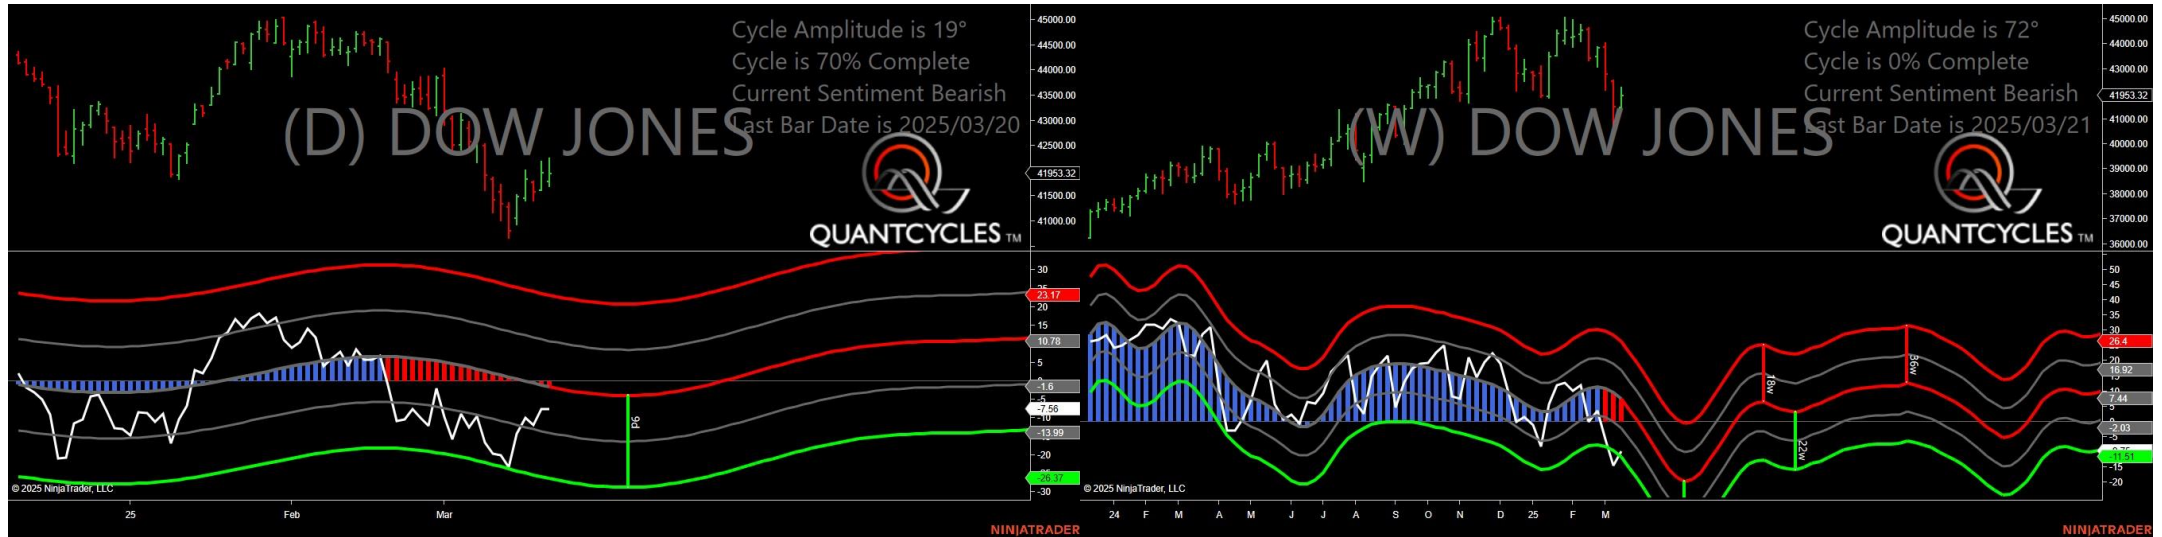 Cycle Amplitude is 19°
Cycle is 70% Complete
Current Sentiment Bearish
Last Bar Date is 2025/03/20
(D) DOW JONES
QUANTCYCLES TM
45000.00
44500.00
44000.00
43500.00
43000.00
42500.00
41953.32
41500.00
41000.00
30
23.17
20
15
10.78
5
-1.6
-5
-7.56
-10
-13.99
-20
-26.37
-30
9d
© 2025 NinjaTrader, LLC
25
Feb
Mar
NINJATRADER
Cycle Amplitude is 72°
Cycle is 0% Complete
Current Sentiment Bearish
Last Bar Date is 2025/03/21
(W) DOW JONES
QUANTCYCLES TM
45000.00
44000.00
43000.00
41953.32
41000.00
40000.00
39000.00
38000.00
37000.00
36000.00
50
45
40
35
30
26.4
20
16.92
10
7.44
5
-2.03
-5
-11.51
-15
-20
18w
22w
36w
© 2025 NinjaTrader, LLC
24 F M A M J J A S O N D 25 F M
NINJATRADER